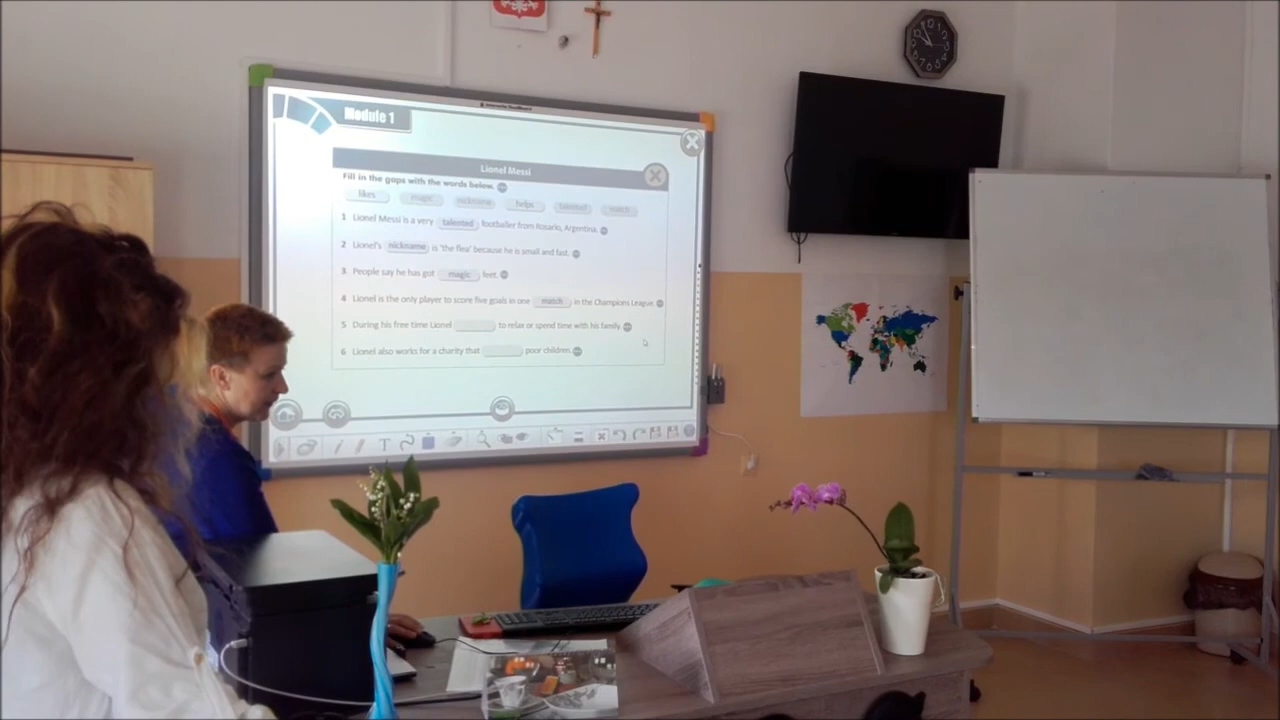 Module 1
Lionel Messi
Fill in the gaps with the words below.
likes magic nickname helps talented match
1 Lionel Messi is a very talented footballer from Rosario, Argentina.
2 Lionel's nickname is 'the flea' because he is small and fast.
3 People say he has got magic feet.
4 Lionel is the only player to score five goals in one match in the Champions League.
5 During his free time Lionel to relax or spend time with his family.
6 Lionel also works for a charity that poor children.